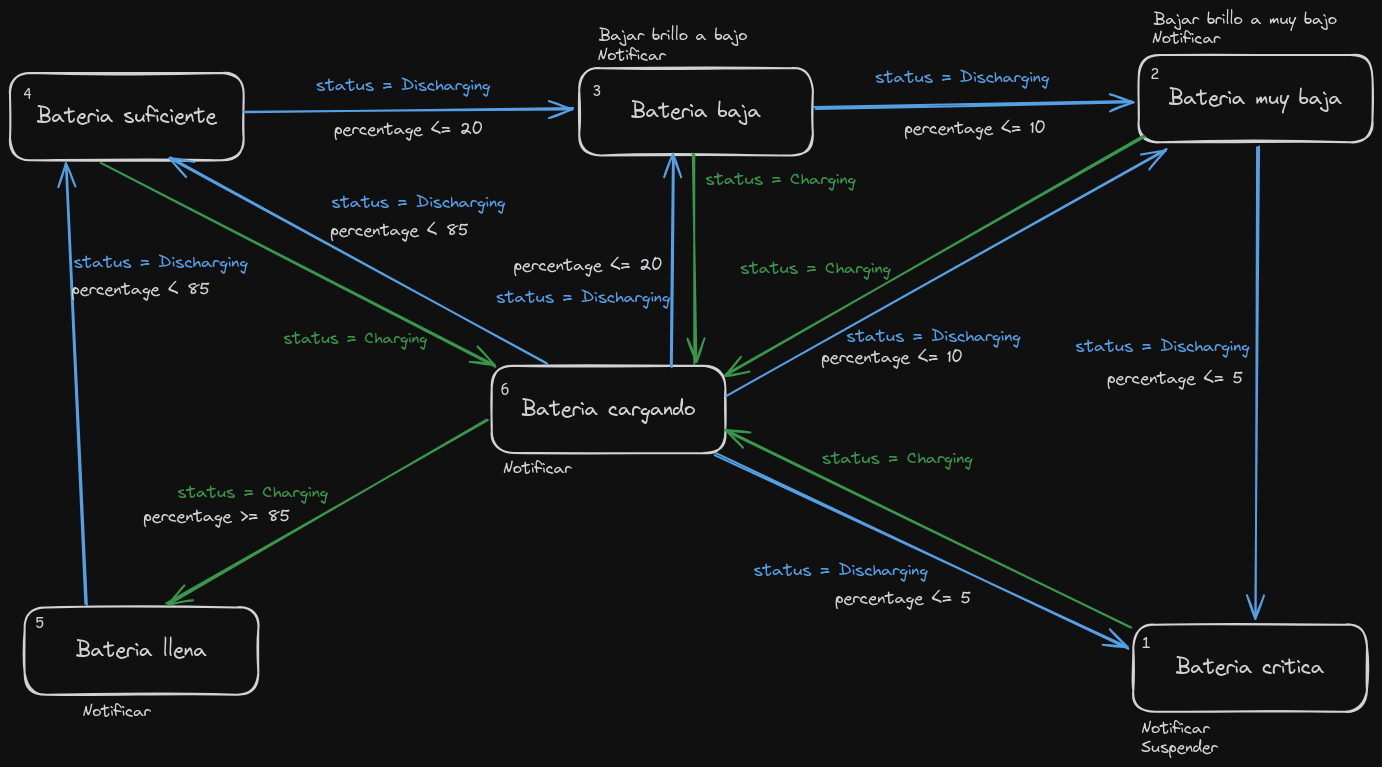 Bajar brillo a bajo
Notificar
Bajar brillo a muy bajo
Notificar
4
Bateria suficiente
status = Discharging
percentage <= 20
3
Bateria baja
status = Discharging
percentage <= 10
2
Bateria muy baja
status = Discharging
percentage < 85
status = Charging
status = Discharging
percentage < 85
percentage <= 20
status = Discharging
status = Charging
status = Charging
status = Discharging
percentage <= 10
status = Discharging
percentage <= 5
6
Bateria cargando
Notificar
status = Charging
percentage >= 85
status = Charging
status = Discharging
percentage <= 5
5
Bateria llena
Notificar
1
Bateria critica
Notificar
Suspender